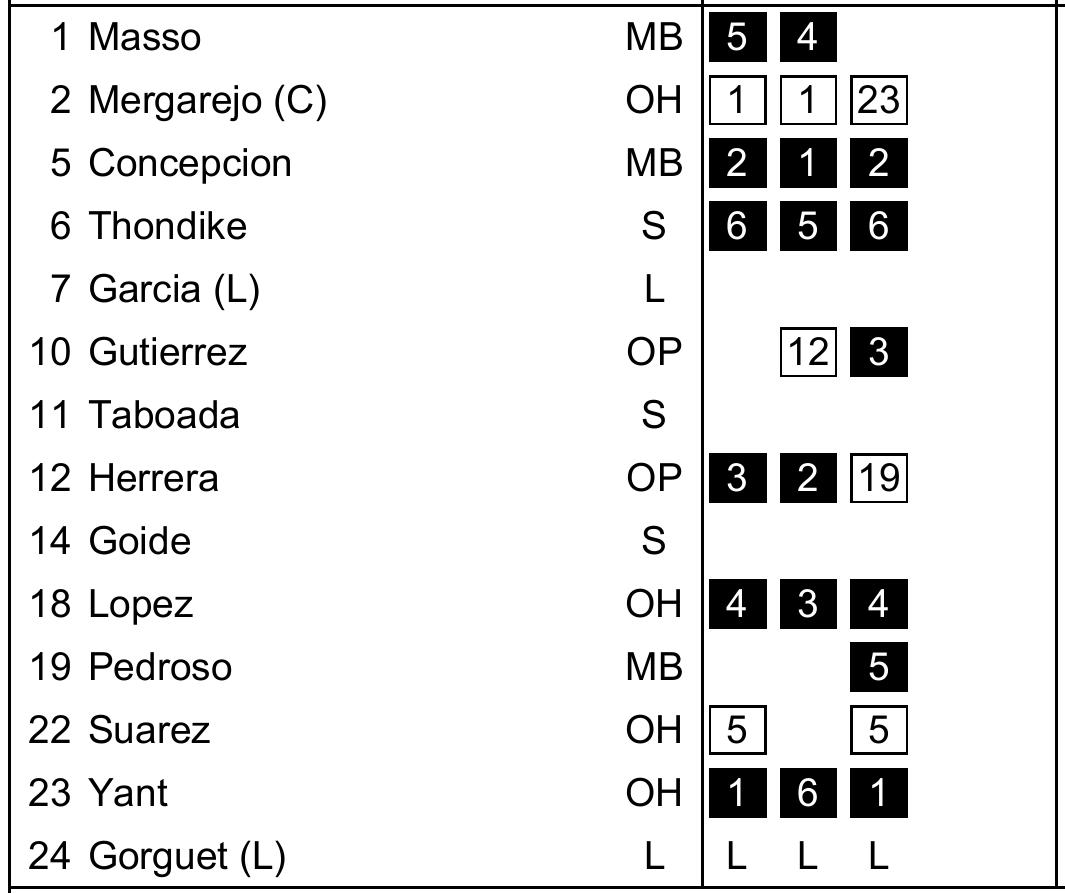 1 Masso MB 5 4
2 Mergarejo (C) OH 1 1 23
5 Concepcion MB 2 1 2
6 Thondike S 6 5 6
7 Garcia (L) L
10 Gutierrez OP 12 3
11 Taboada S
12 Herrera OP 3 2 19
14 Goide S
18 Lopez OH 4 3 4
19 Pedroso MB 5
22 Suarez OH 5 5
23 Yant OH 1 6 1
24 Gorguet (L) L L L L